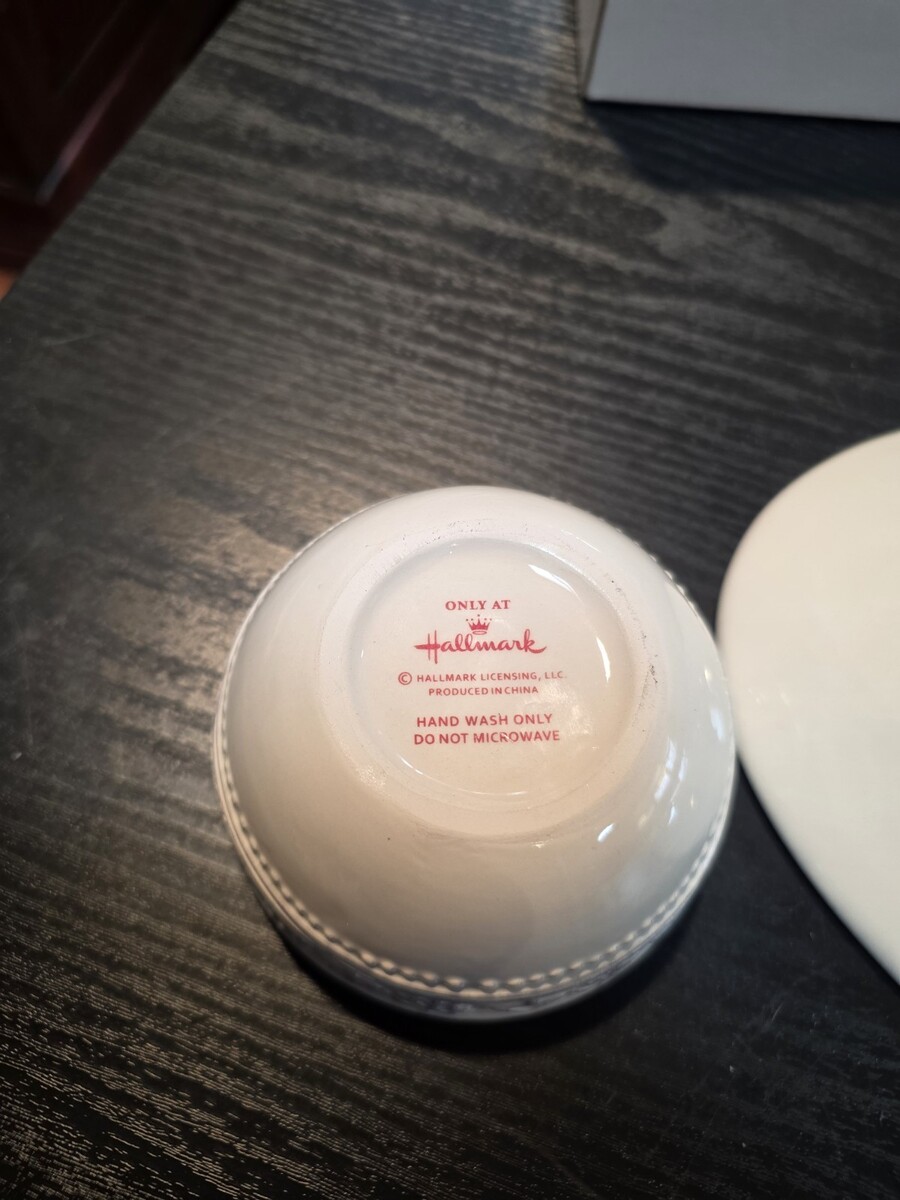 ONLY AT
Hallmark
© HALLMARK LICENSING, LLC.
PRODUCED IN CHINA
HAND WASH ONLY
DO NOT MICROWAVE